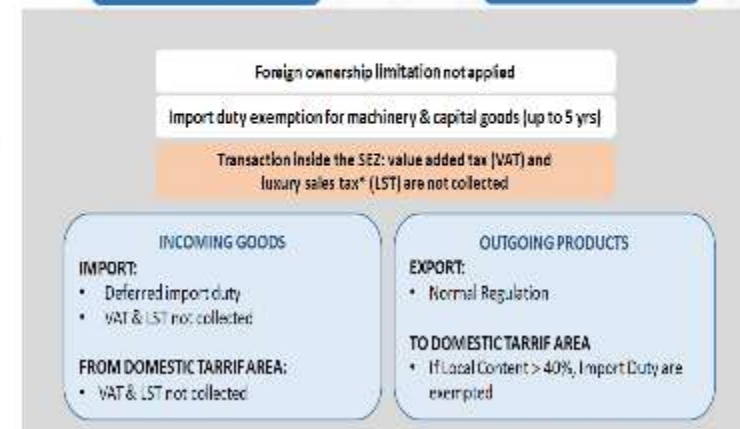 Foreign ownership limitation not applied
Import duty exemption for machinery & capital goods (up to 5 yrs)
Transaction inside the SEZ: value added tax (VAT) and
luxury sales tax* (LST) are not collected
INCOMING GOODS
IMPORT:
• Deferred import duty
• VAT & LST not collected
FROM DOMESTIC TARRIF AREA:
• VAT & LST not collected
OUTGOING PRODUCTS
EXPORT:
• Normal Regulation
TO DOMESTIC TARRIF AREA
• If Local Content > 40%, Import Duty are
exempted